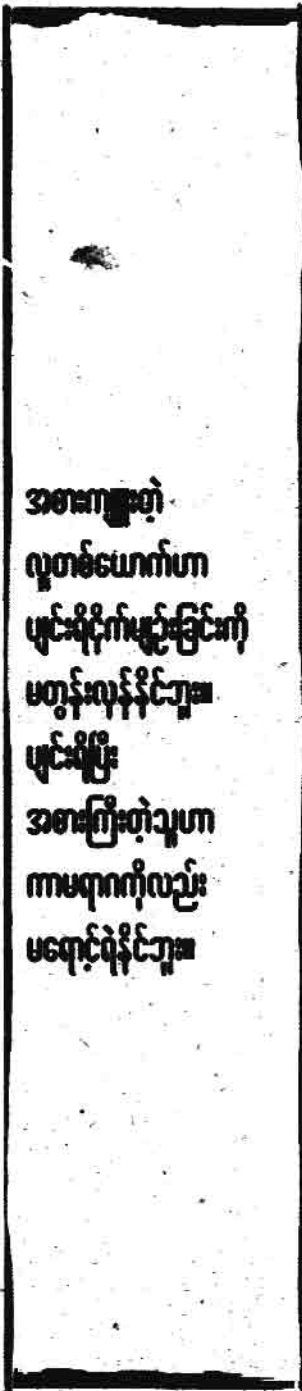 အစားကျူးတဲ့
လူတစ်ယောက်ဟာ
ပျင်းရိငိုက်မျဉ်းခြင်းကို
မတွန်းလှန်နိုင်ဘူး။
ပျင်းရိပြီး
အစားကြီးတဲ့သူဟာ
ကာမရာဂကိုလည်း
မရှောင်ရဲနိုင်ဘူး။